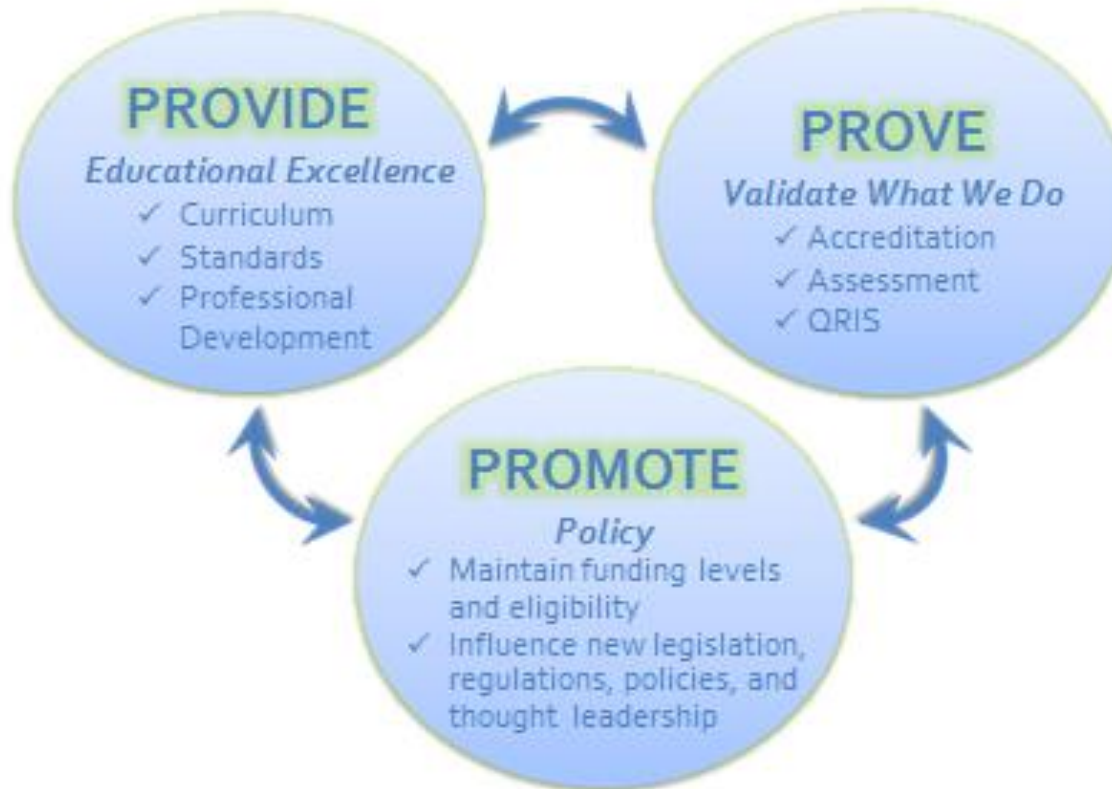 PROVIDE
Educational Excellence
✓ Curriculum
✓ Standards
✓ Professional
Development
PROVE
Validate What We Do
✓ Accreditation
✓ Assessment
✓ QRIS
PROMOTE
Policy
✓ Maintain funding levels
and eligibility
✓ Influence new legislation,
regulations, policies, and
thought leadership